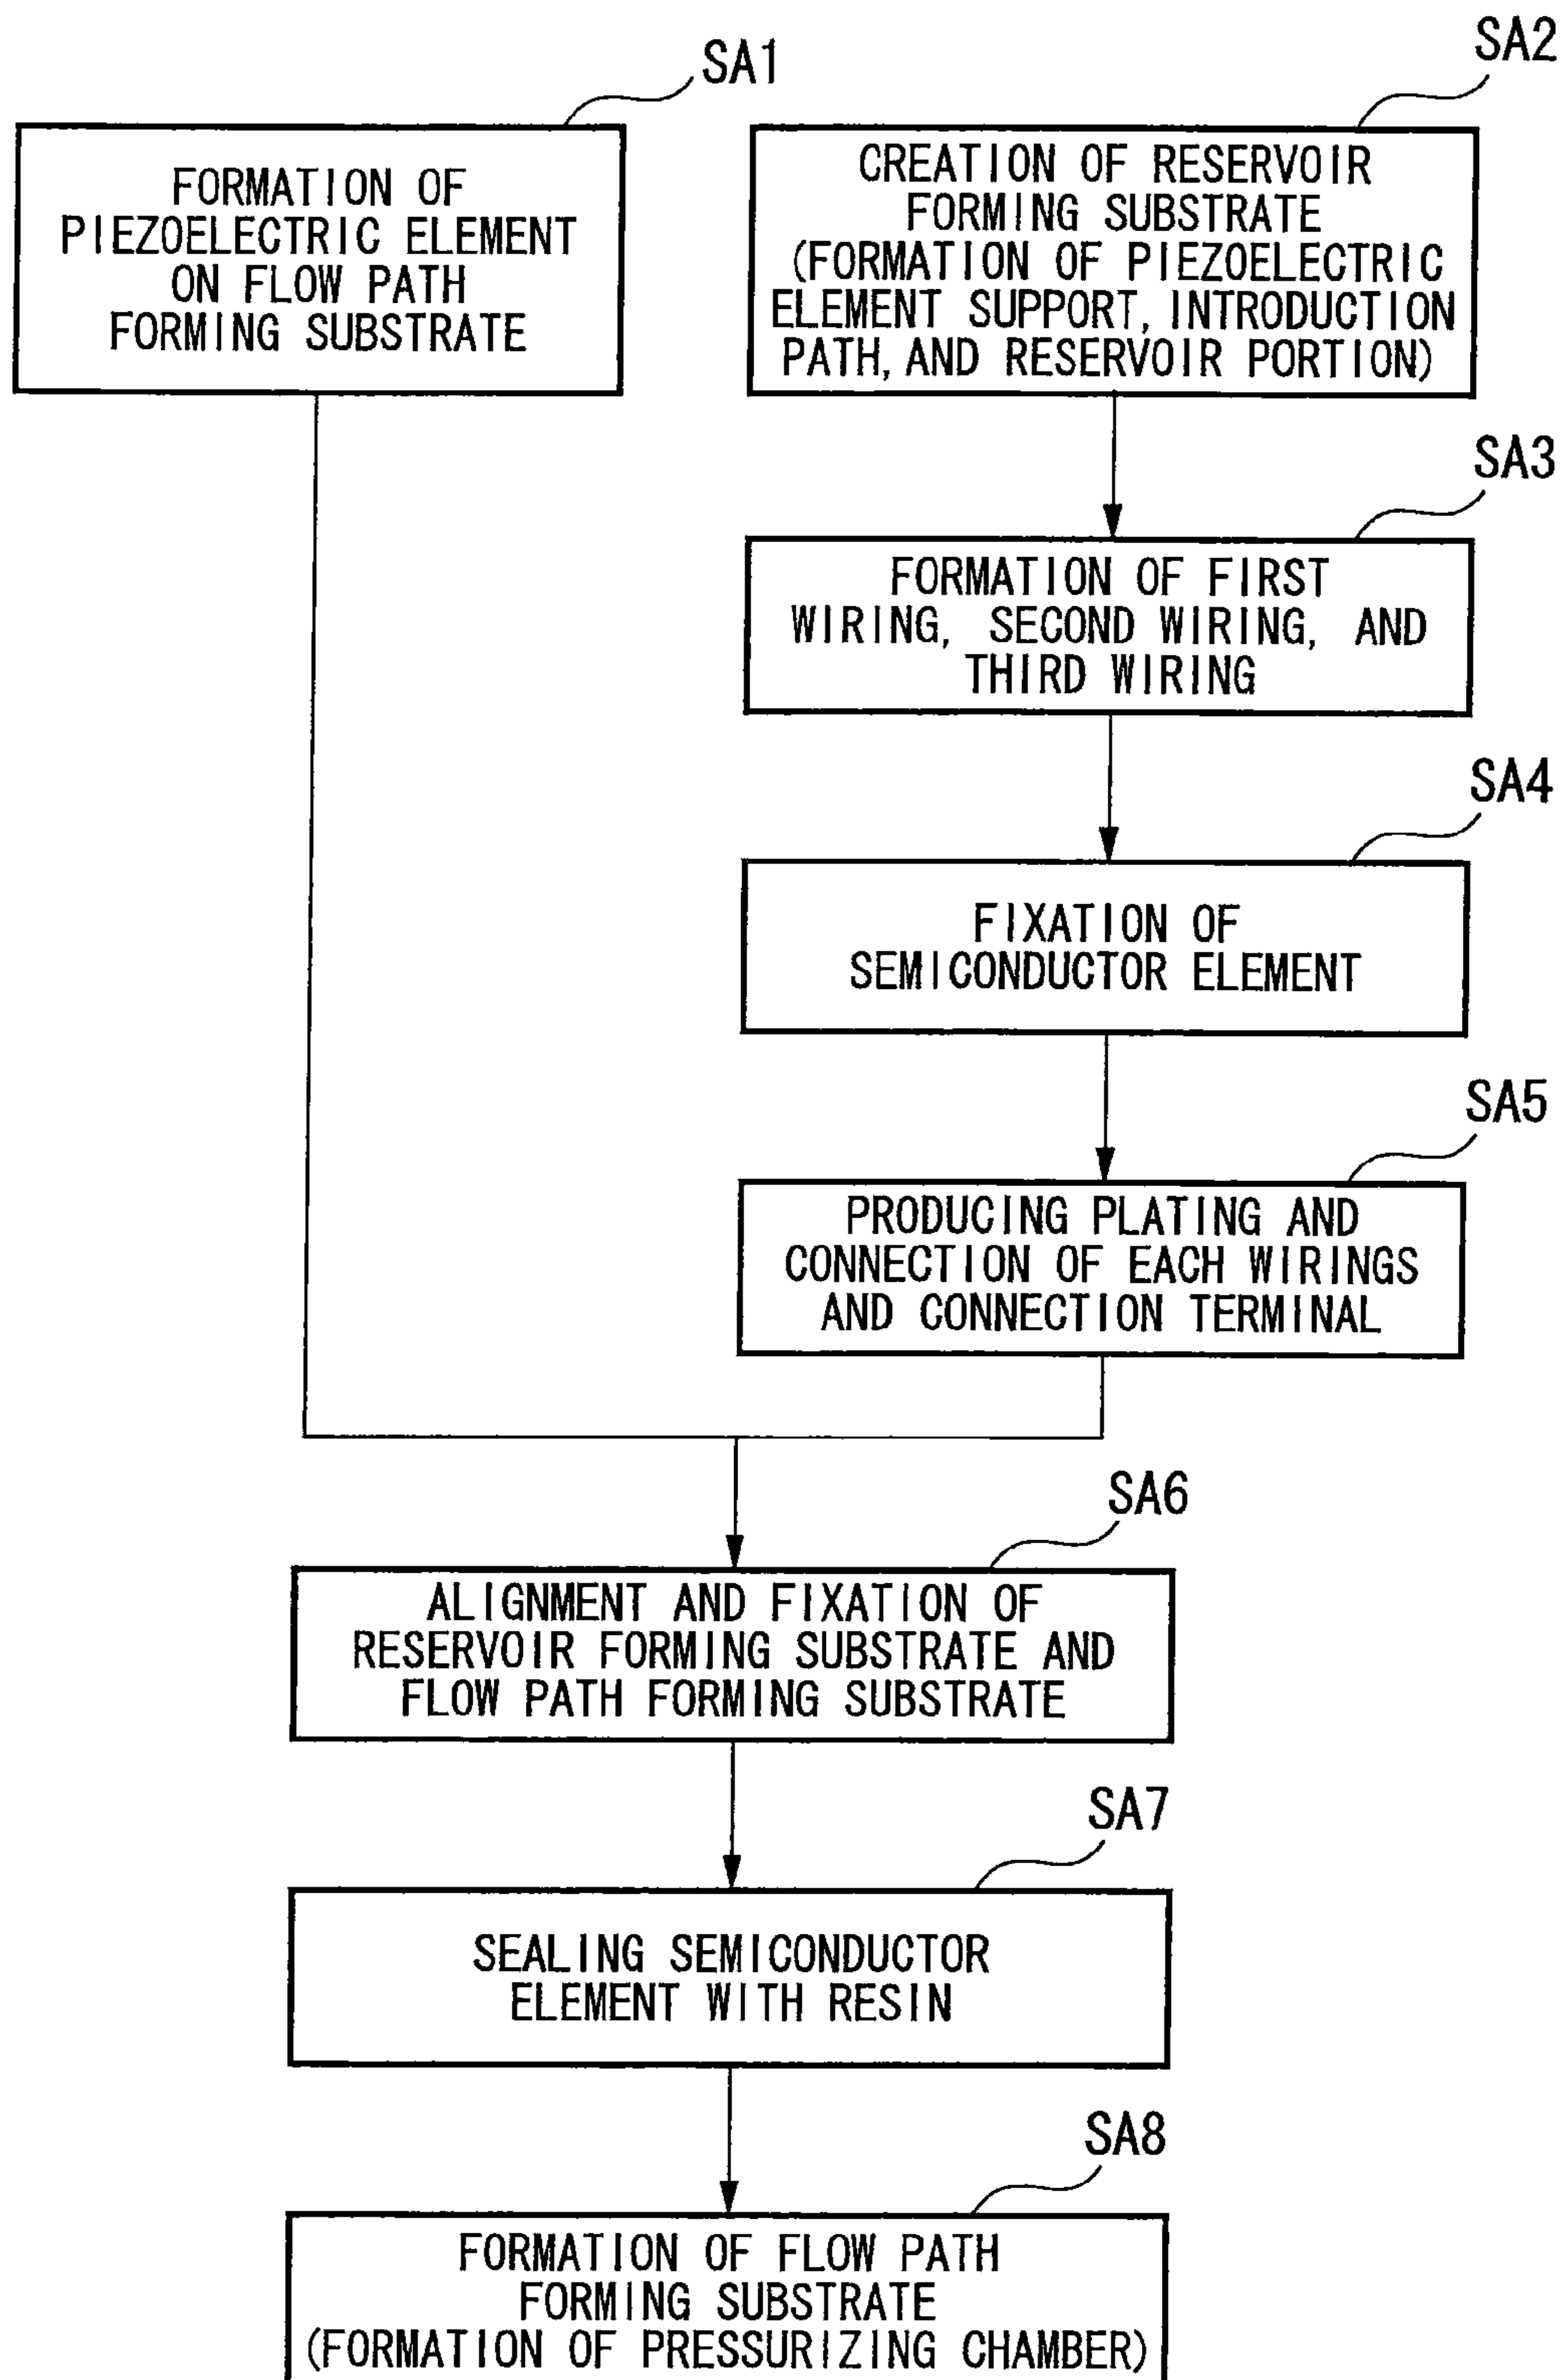 SA1
FORMATION OF
PIEZOELECTRIC ELEMENT
ON FLOW PATH
FORMING SUBSTRATE
SA2
CREATION OF RESERVOIR
FORMING SUBSTRATE
(FORMATION OF PIEZOELECTRIC
ELEMENT SUPPORT, INTRODUCTION
PATH, AND RESERVOIR PORTION)
SA3
FORMATION OF FIRST
WIRING, SECOND WIRING, AND
THIRD WIRING
SA4
FIXATION OF
SEMICONDUCTOR ELEMENT
SA5
PRODUCING PLATING AND
CONNECTION OF EACH WIRINGS
AND CONNECTION TERMINAL
SA6
ALIGNMENT AND FIXATION OF
RESERVOIR FORMING SUBSTRATE AND
FLOW PATH FORMING SUBSTRATE
SA7
SEALING SEMICONDUCTOR
ELEMENT WITH RESIN
SA8
FORMATION OF FLOW PATH
FORMING SUBSTRATE
(FORMATION OF PRESSURIZING CHAMBER)